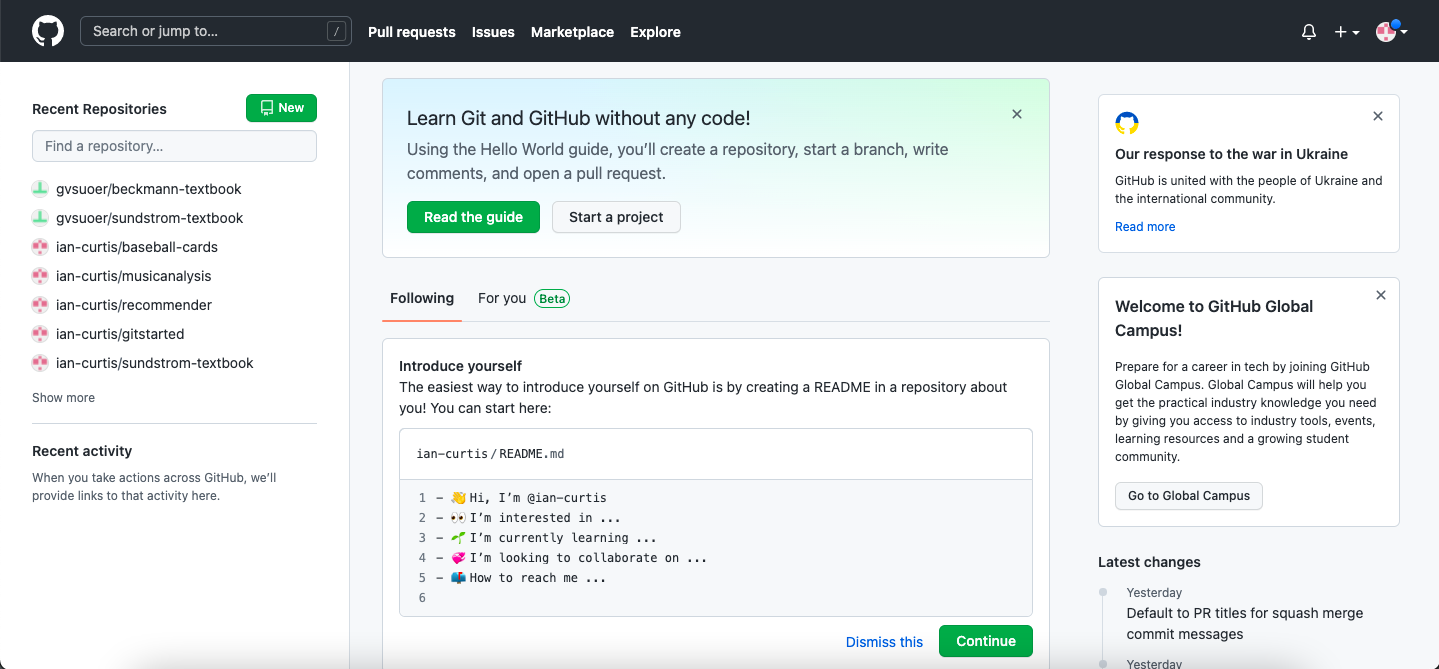 Search or jump to...
/
Pull requests
Issues
Marketplace
Explore
Recent Repositories
New
Find a repository...
gvsuoer/beckmann-textbook
gvsuoer/sundstrom-textbook
ian-curtis/baseball-cards
ian-curtis/musicanalysis
ian-curtis/recommender
ian-curtis/gitstarted
ian-curtis/sundstrom-textbook
Show more
Recent activity
When you take actions across GitHub, we’ll
provide links to that activity here.
Learn Git and GitHub without any code!
Using the Hello World guide, you’ll create a repository, start a branch, write
comments, and open a pull request.
Read the guide
Start a project
Following
For you
Beta
Introduce yourself
The easiest way to introduce yourself on GitHub is by creating a README in a repository about
you! You can start here:
ian-curtis/README.md
1 - 👋 Hi, I’m @ian-curtis
2 - 👀 I’m interested in ...
3 - 🌱 I’m currently learning ...
4 - 💞️ I’m looking to collaborate on ...
5 - 📫 How to reach me ...
6
Dismiss this
Continue
Our response to the war in Ukraine
GitHub is united with the people of Ukraine and
the international community.
Read more
Welcome to GitHub Global
Campus!
Prepare for a career in tech by joining GitHub
Global Campus. Global Campus will help you
get the practical industry knowledge you need
by giving you access to industry tools, events,
learning resources and a growing student
community.
Go to Global Campus
Latest changes
Yesterday
Default to PR titles for squash merge
commit messages
Yesterday